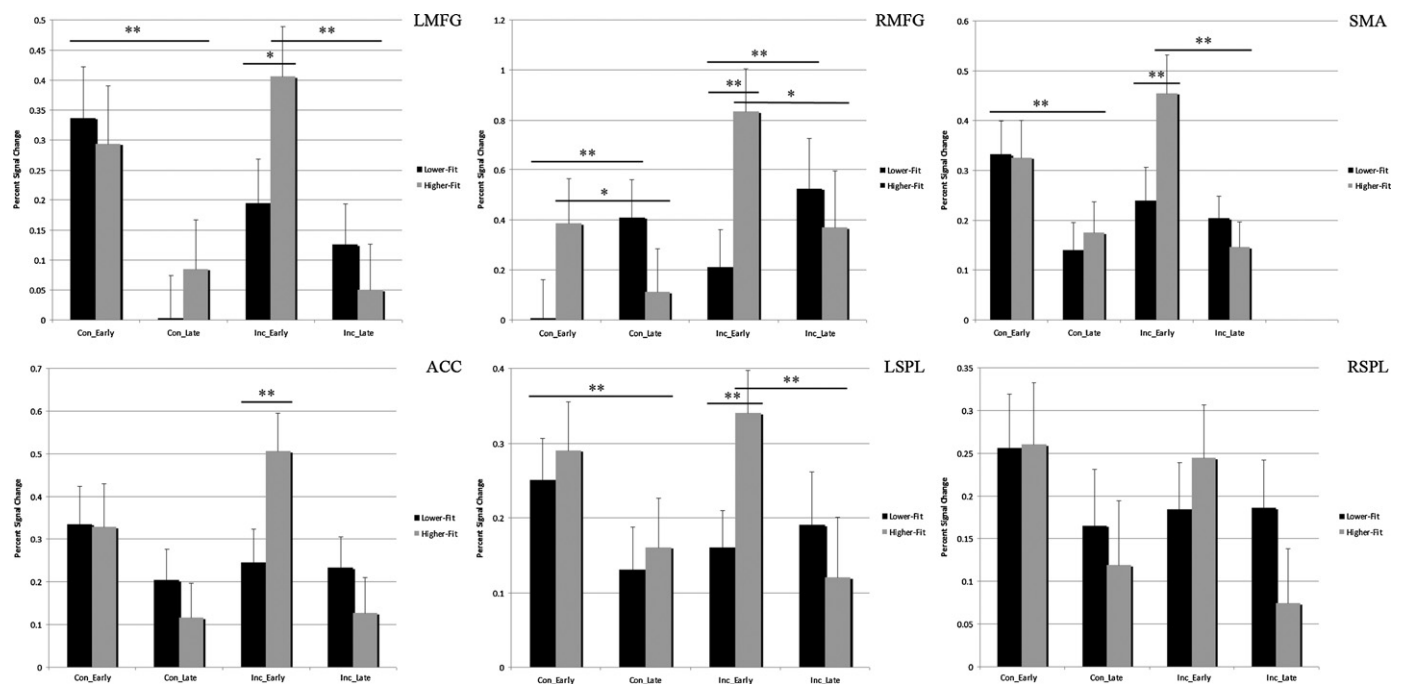 LMFG
0.5
0.45
0.4
0.35
0.3
0.25
0.2
0.15
0.1
0.05
0
Percent Signal Change
**
*
**
Con_Early Con_Late Inc_Early Inc_Late
Lower-Fit
Higher-Fit
RMFG
1.2
1
0.8
0.6
0.4
0.2
0
Percent Signal Change
**
*
**
**
*
Con_Early Con_Late Inc_Early Inc_Late
Lower-Fit
Higher-Fit
SMA
0.6
0.5
0.4
0.3
0.2
0.1
0
Percent Signal Change
**
**
**
Con_Early Con_Late Inc_Early Inc_Late
Lower-Fit
Higher-Fit
ACC
0.7
0.6
0.5
0.4
0.3
0.2
0.1
0
Percent Signal Change
**
Con_Early Con_Late Inc_Early Inc_Late
Lower-Fit
Higher-Fit
LSPL
0.4
0.3
0.2
0.1
0
Percent Signal Change
**
**
**
Con_Early Con_Late Inc_Early Inc_Late
Lower-Fit
Higher-Fit
RSPL
0.35
0.3
0.25
0.2
0.15
0.1
0.05
0
Percent Signal Change
Con_Early Con_Late Inc_Early Inc_Late
Lower-Fit
Higher-Fit